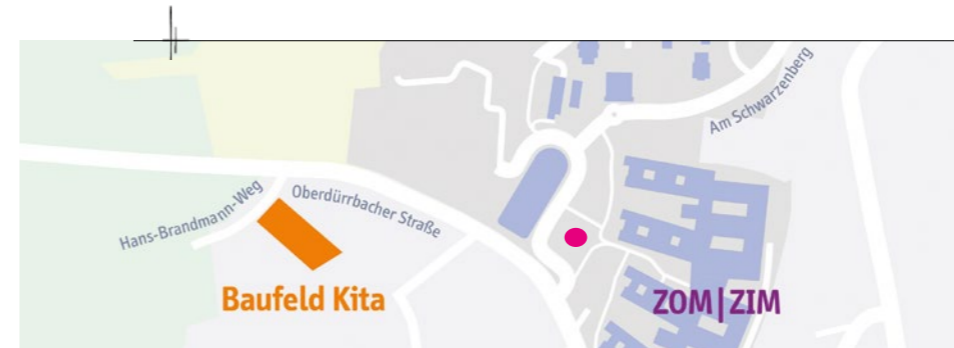 Am Schwarzenberg
Hans-Brandmann-Weg
Oberdürrbacher Straße
Baufeld Kita
ZOM|ZIM